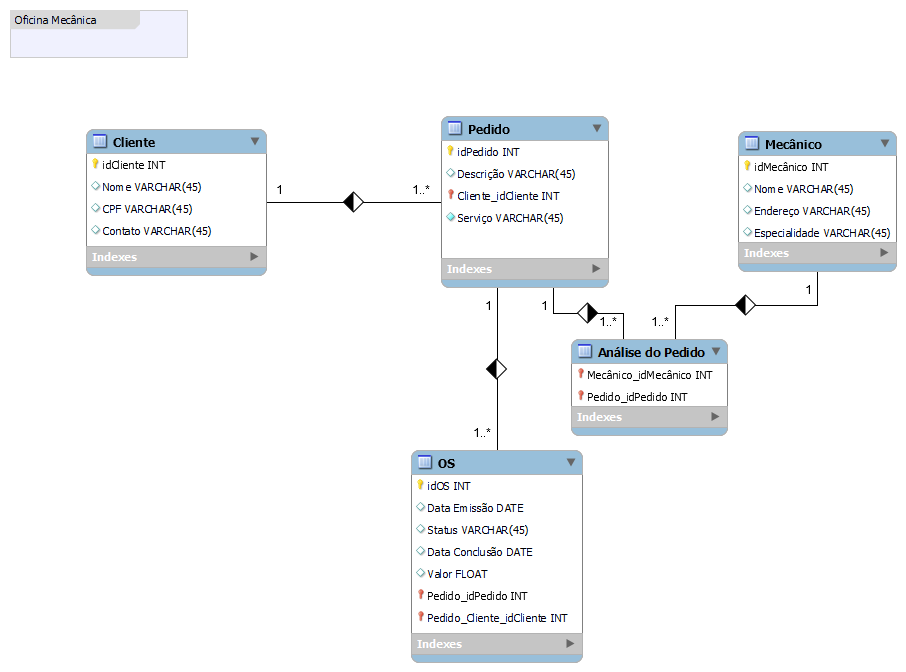 Oficina Mecânica
Cliente
idCliente INT
Nome VARCHAR(45)
CPF VARCHAR(45)
Contato VARCHAR(45)
Indexes
1
1..*
Pedido
idPedido INT
Descrição VARCHAR(45)
Cliente_idCliente INT
Serviço VARCHAR(45)
Indexes
Mecânico
idMecânico INT
Nome VARCHAR(45)
Endereço VARCHAR(45)
Especialidade VARCHAR(45)
Indexes
1
1..*
1
1..*
1
1..*
Análise do Pedido
Mecânico_idMecânico INT
Pedido_idPedido INT
Indexes
OS
idOS INT
Data Emissão DATE
Status VARCHAR(45)
Data Conclusão DATE
Valor FLOAT
Pedido_idPedido INT
Pedido_Cliente_idCliente INT
Indexes